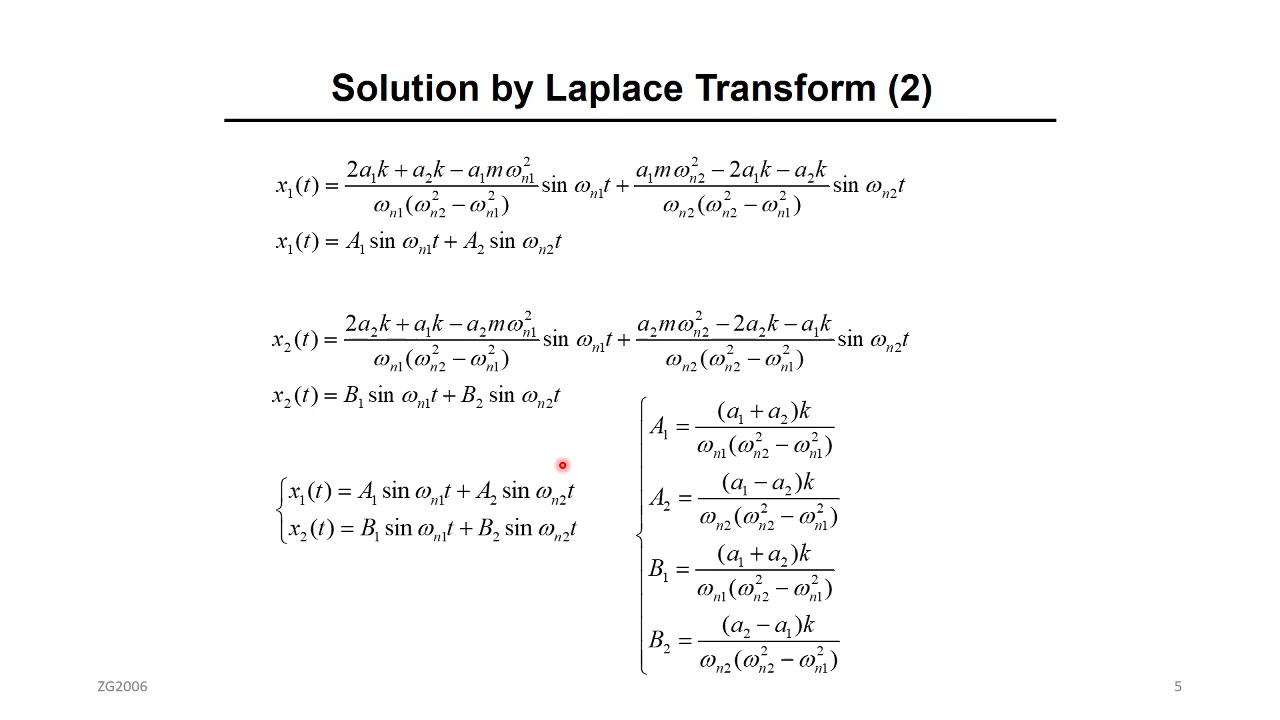 Solution by Laplace Transform (2)
x₁(t) = (2a₁k + a₂k − a₁mω²ₙ₁)/(ωₙ₁(ω²ₙ₂ − ω²ₙ₁)) sin ωₙ₁t + (a₁mω²ₙ₂ − 2a₁k − a₂k)/(ωₙ₂(ω²ₙ₂ − ω²ₙ₁)) sin ωₙ₂t
x₁(t) = A₁ sin ωₙ₁t + A₂ sin ωₙ₂t
x₂(t) = (2a₂k + a₁k − a₂mω²ₙ₁)/(ωₙ₁(ω²ₙ₂ − ω²ₙ₁)) sin ωₙ₁t + (a₂mω²ₙ₂ − 2a₂k − a₁k)/(ωₙ₂(ω²ₙ₂ − ω²ₙ₁)) sin ωₙ₂t
x₂(t) = B₁ sin ωₙ₁t + B₂ sin ωₙ₂t
x₁(t) = A₁ sin ωₙ₁t + A₂ sin ωₙ₂t
x₂(t) = B₁ sin ωₙ₁t + B₂ sin ωₙ₂t
A₁ = (a₁ + a₂)k/(ωₙ₁(ω²ₙ₂ − ω²ₙ₁))
A₂ = (a₁ − a₂)k/(ωₙ₂(ω²ₙ₂ − ω²ₙ₁))
B₁ = (a₁ + a₂)k/(ωₙ₁(ω²ₙ₂ − ω²ₙ₁))
B₂ = (a₂ − a₁)k/(ωₙ₂(ω²ₙ₂ − ω²ₙ₁))
ZG2006
5